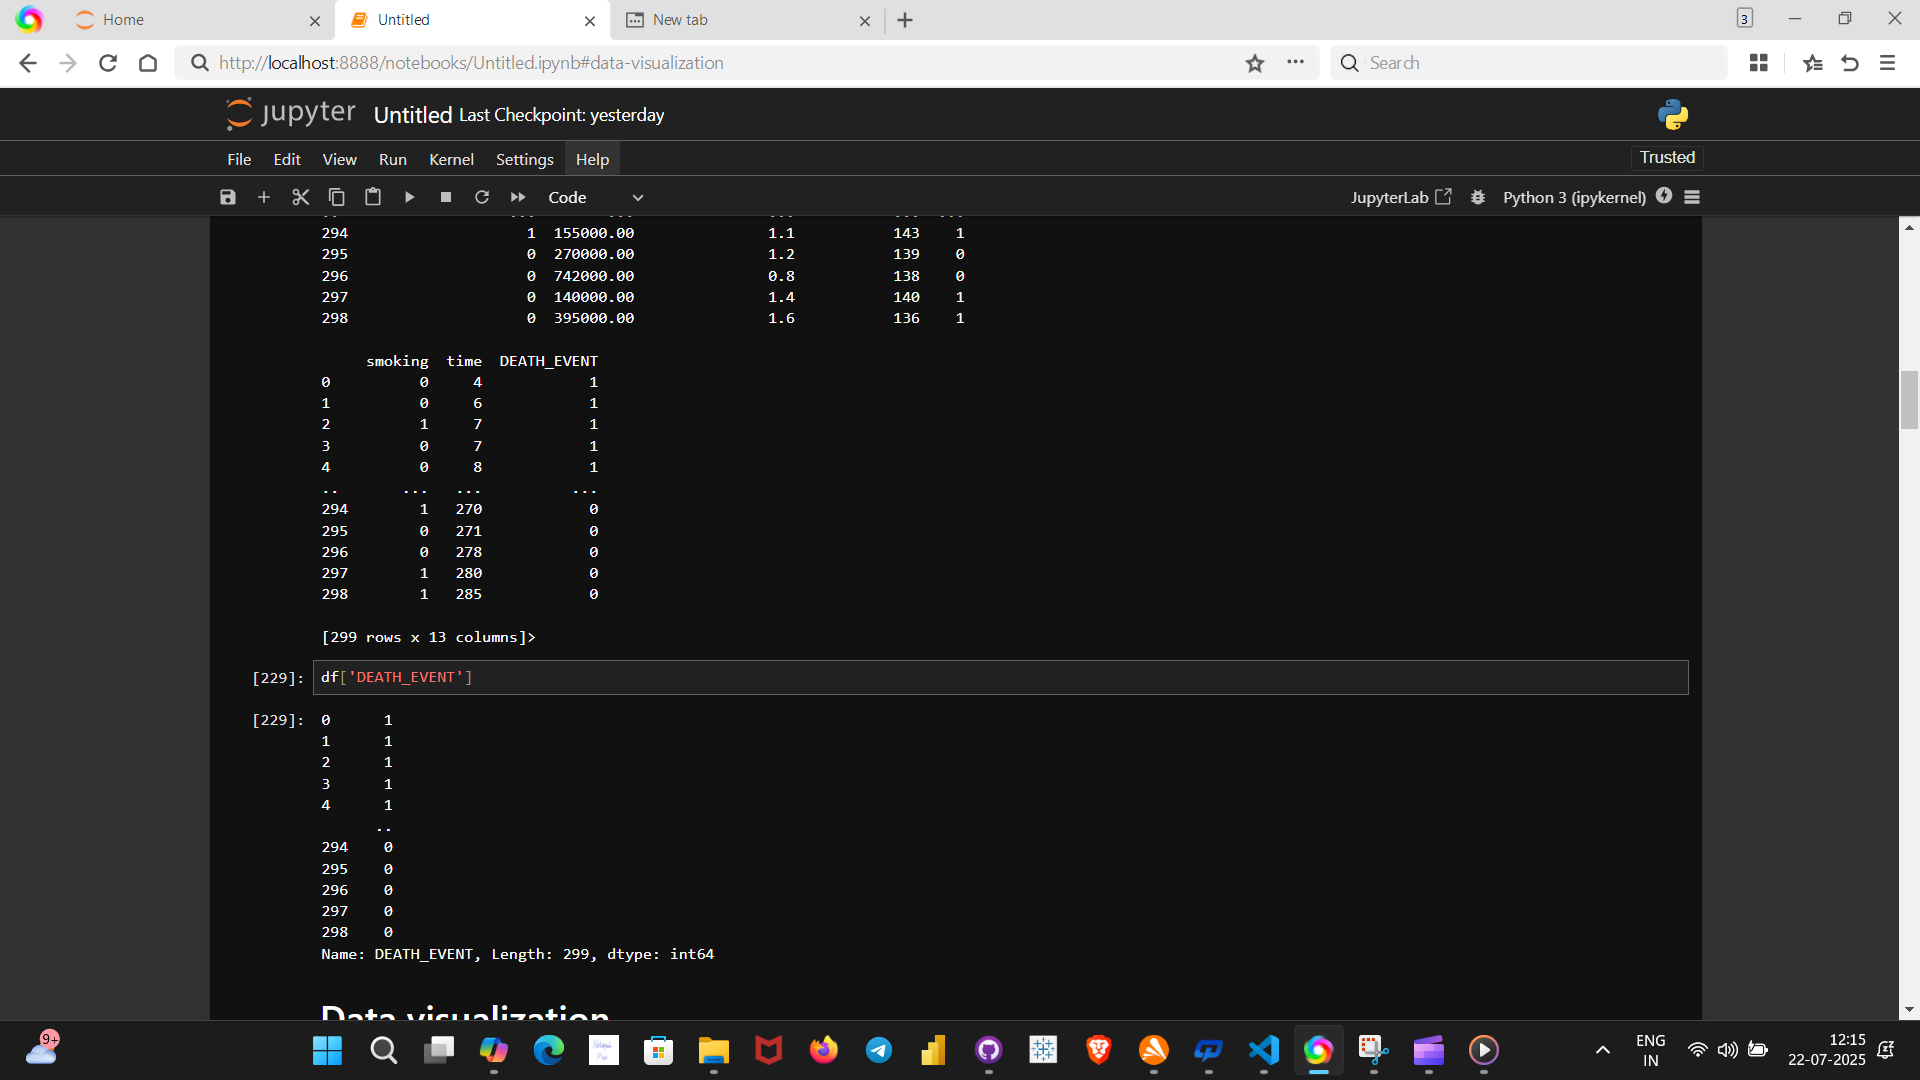 Home
Untitled
New tab
3
http://localhost:8888/notebooks/Untitled.ipynb#data-visualization
Search
jupyter Untitled Last Checkpoint: yesterday
File Edit View Run Kernel Settings Help
Trusted
Code
JupyterLab
Python 3 (ipykernel)
294 1 155000.00 1.1 143 1
295 0 270000.00 1.2 139 0
296 0 742000.00 0.8 138 0
297 0 140000.00 1.4 140 1
298 0 395000.00 1.6 136 1
smoking time DEATH_EVENT
0 0 4 1
1 0 6 1
2 1 7 1
3 0 7 1
4 0 8 1
.. ... ... ...
294 1 270 0
295 0 271 0
296 0 278 0
297 1 280 0
298 1 285 0
[299 rows x 13 columns]>
[229]: df['DEATH_EVENT']
[229]: 0 1
1 1
2 1
3 1
4 1
..
294 0
295 0
296 0
297 0
298 0
Name: DEATH_EVENT, Length: 299, dtype: int64
Data visualization
9+
ENG
IN
12:15
22-07-2025